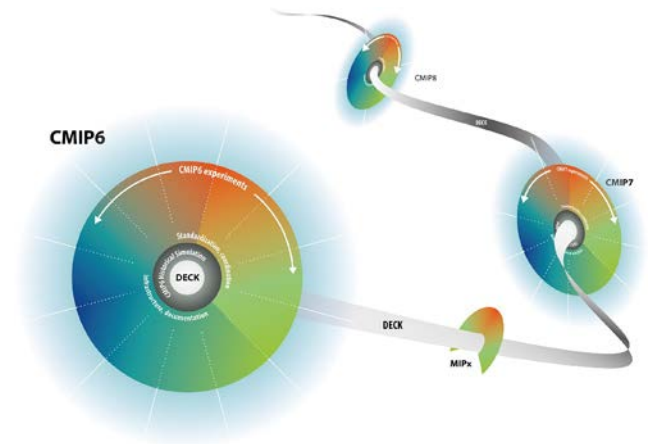 CMIP8
DECK
CMIP6
CMIP6 experiments
Standardization, coordination
CMIP6 Historical Simulation
DECK
infrastructure, documentation
CMIP7
DECK
MIPx